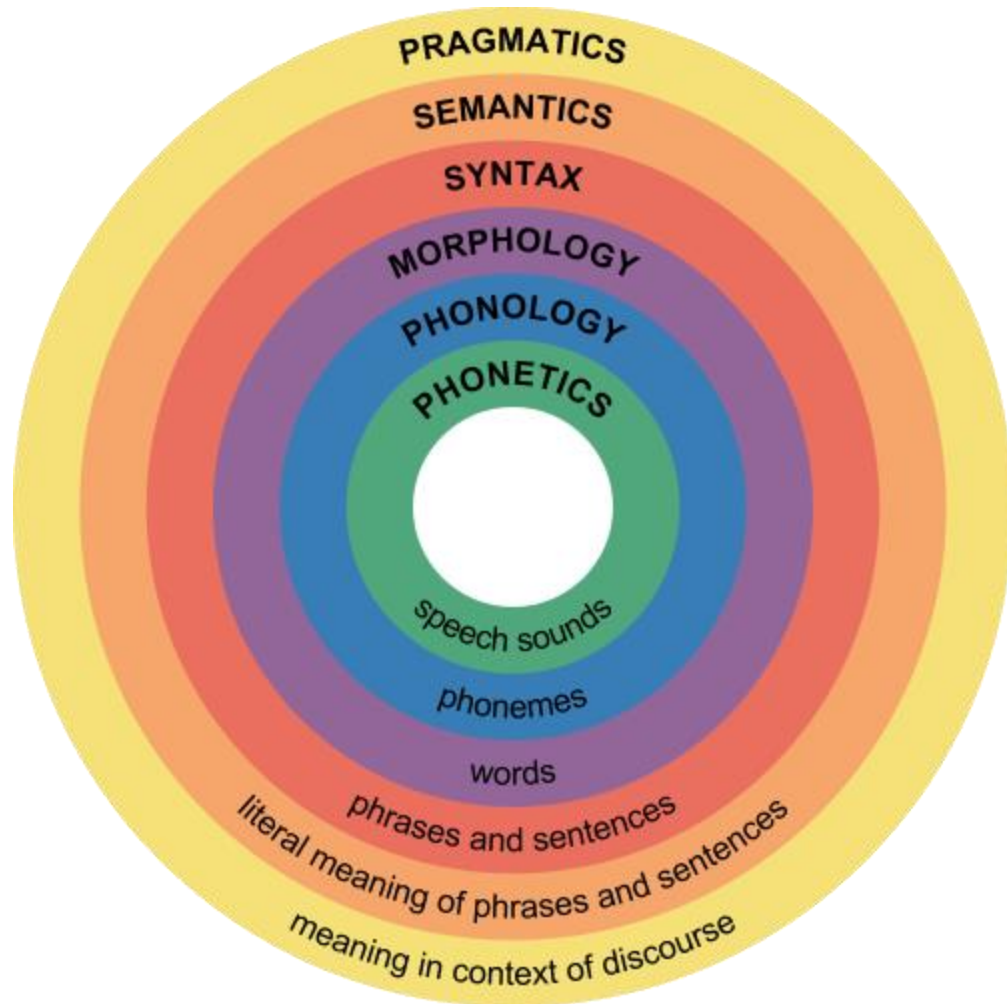 PRAGMATICS
SEMANTICS
SYNTAX
MORPHOLOGY
PHONOLOGY
PHONETICS
speech sounds
phonemes
words
phrases and sentences
literal meaning of phrases and sentences
meaning in context of discourse